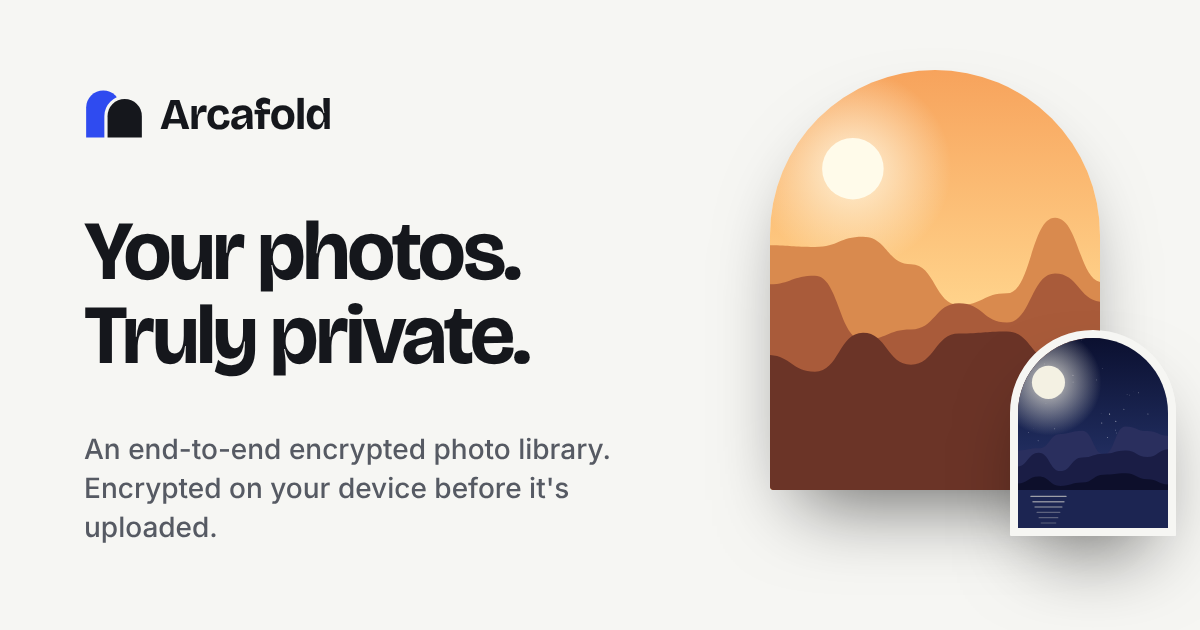 Arcafold
Your photos.
Truly private.
An end-to-end encrypted photo library.
Encrypted on your device before it's
uploaded.